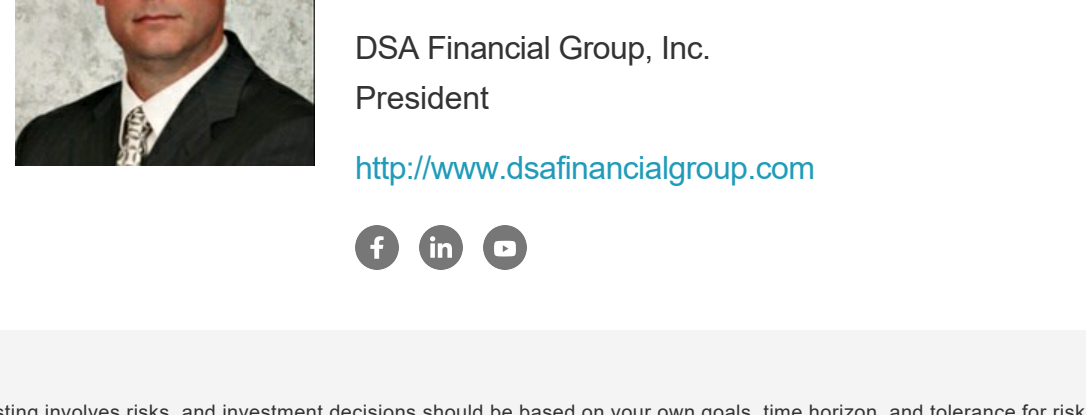 DSA Financial Group, Inc.
President
http://www.dsafinancialgroup.com
f in
involves risks, and investment decisions should be based on your own goals, time horizon, and tolerance for risk